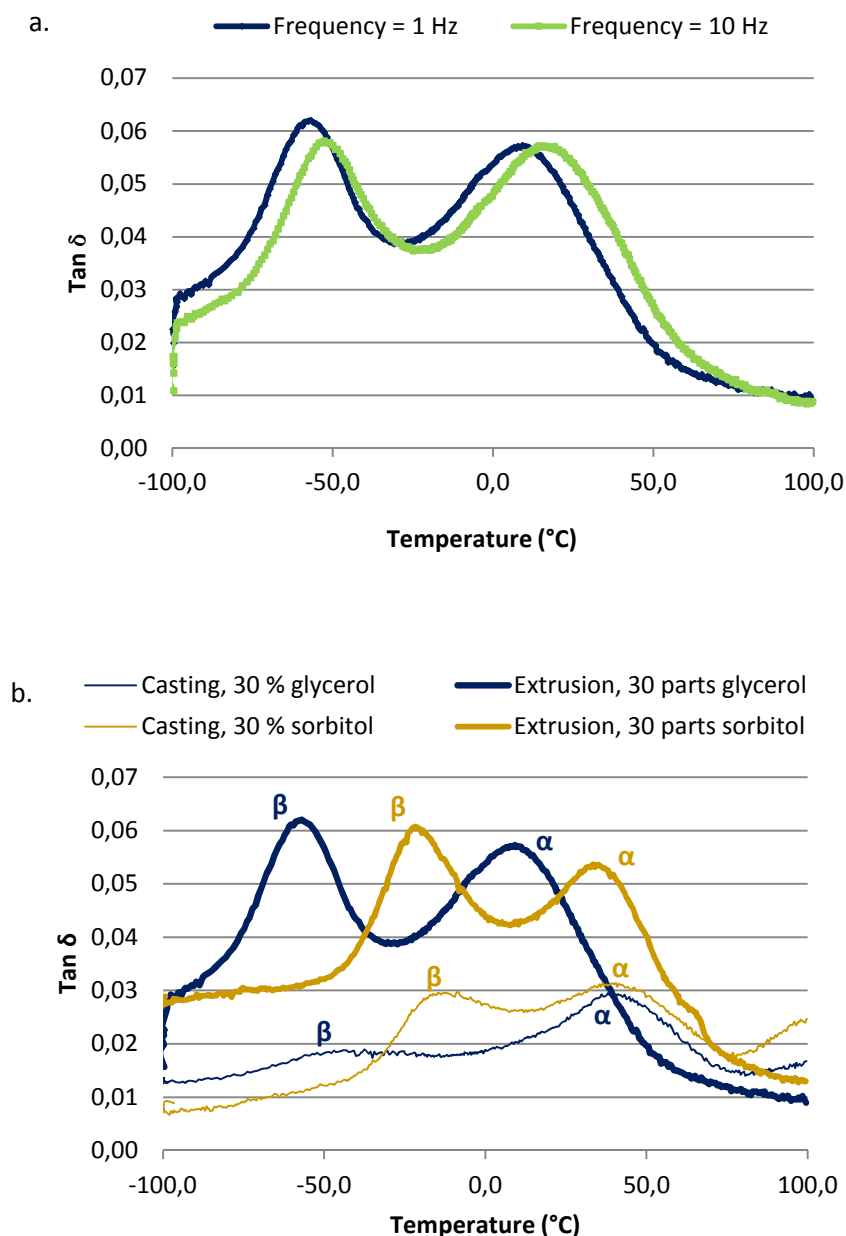 a.
Frequency = 1 Hz
Frequency = 10 Hz
0,07
0,06
0,05
0,04
0,03
0,02
0,01
0,00
Tan δ
-100,0 -50,0 0,0 50,0 100,0
Temperature (°C)
b.
Casting, 30 % glycerol
Extrusion, 30 parts glycerol
Casting, 30 % sorbitol
Extrusion, 30 parts sorbitol
0,07
0,06
0,05
0,04
0,03
0,02
0,01
0,00
Tan δ
β
β
α
α
β
α
β
α
-100,0 -50,0 0,0 50,0 100,0
Temperature (°C)